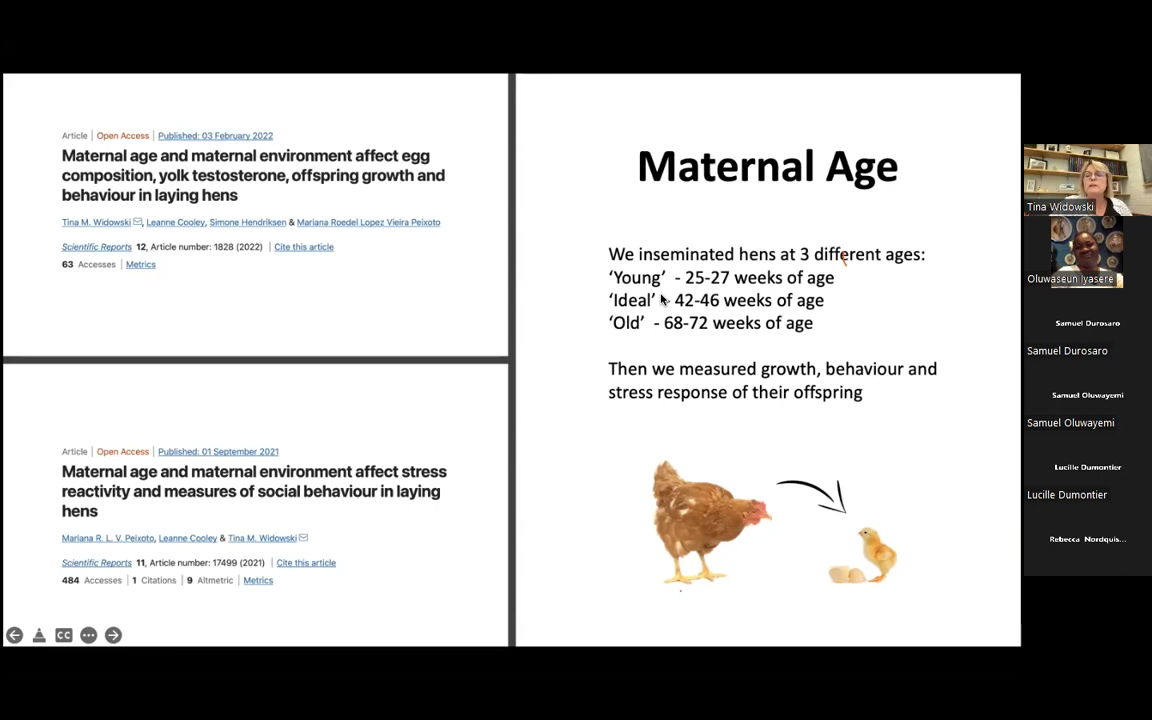 Article | Open Access | Published: 03 February 2022
Maternal age and maternal environment affect egg
composition, yolk testosterone, offspring growth and
behaviour in laying hens
Tina M. Widowski, Leanne Cooley, Simone Hendriksen & Mariana Roedel Lopez Vieira Peixoto
Scientific Reports 12, Article number: 1828 (2022) | Cite this article
63 Accesses | Metrics
Article | Open Access | Published: 01 September 2021
Maternal age and maternal environment affect stress
reactivity and measures of social behaviour in laying
hens
Mariana R. L. V. Peixoto, Leanne Cooley & Tina M. Widowski
Scientific Reports 11, Article number: 17499 (2021) | Cite this article
484 Accesses | 1 Citations | 9 Altmetric | Metrics
CC
Maternal Age
We inseminated hens at 3 different ages:
‘Young’ - 25-27 weeks of age
‘Ideal’ - 42-46 weeks of age
‘Old’ - 68-72 weeks of age
Then we measured growth, behaviour and
stress response of their offspring
Tina Widowski
Oluwaseun Iyasere
Samuel Durosaro
Samuel Durosaro
Samuel Oluwayemi
Samuel Oluwayemi
Lucille Dumontier
Lucille Dumontier
Rebecca Nordquis...